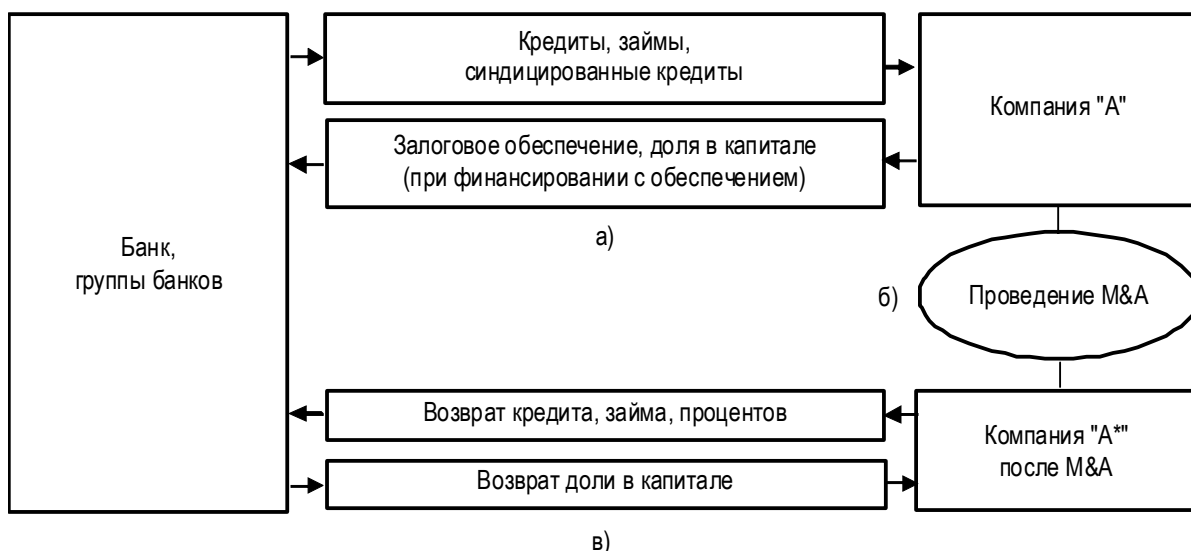 Кредиты, займы,
синдицированные кредиты
Компания "А"
Залоговое обеспечение, доля в капитале
(при финансировании с обеспечением)
а)
Банк,
группы банков
б)
Проведение M&A
Возврат кредита, займа, процентов
Компания "А*"
после M&A
Возврат доли в капитале
в)